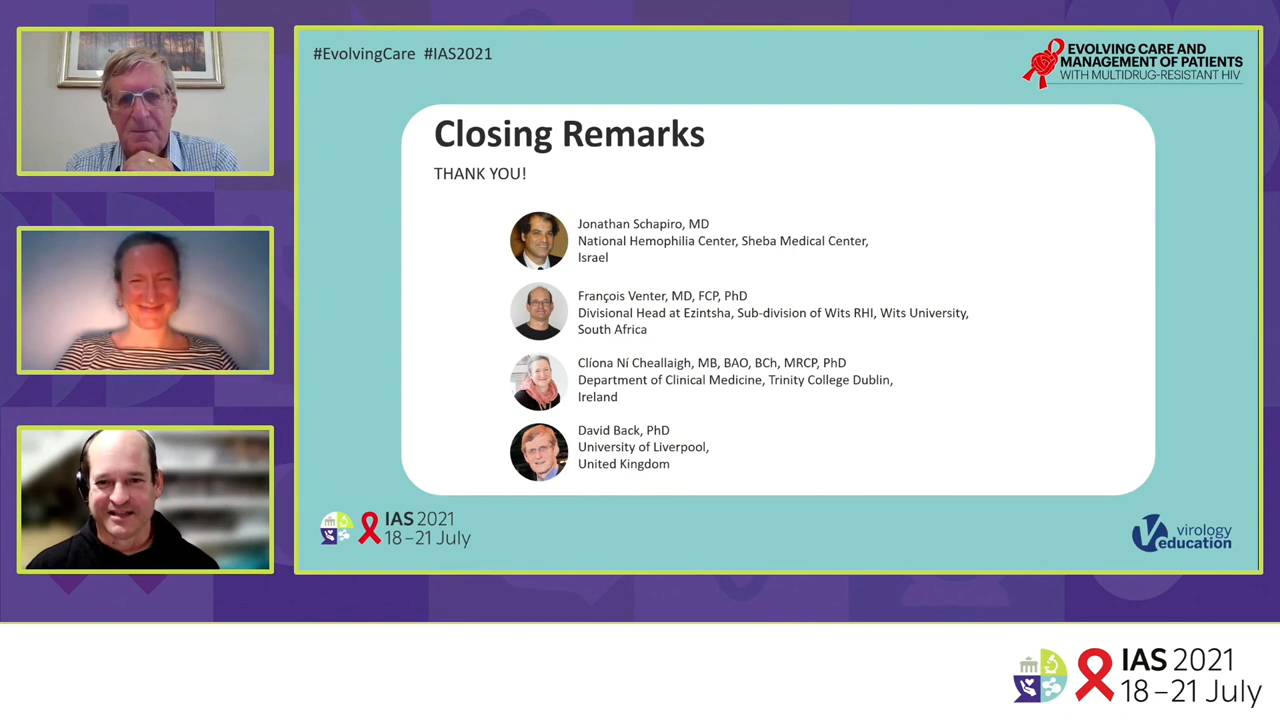 #EvolvingCare #IAS2021
EVOLVING CARE AND
MANAGEMENT OF PATIENTS
WITH MULTIDRUG-RESISTANT HIV
Closing Remarks
THANK YOU!
Jonathan Schapiro, MD
National Hemophilia Center, Sheba Medical Center,
Israel
François Venter, MD, FCP, PhD
Divisional Head at Ezintsha, Sub-division of Wits RHI, Wits University,
South Africa
Clíona Ní Cheallaigh, MB, BAO, BCh, MRCP, PhD
Department of Clinical Medicine, Trinity College Dublin,
Ireland
David Back, PhD
University of Liverpool,
United Kingdom
IAS 2021
18–21 July
virology
education
IAS 2021
18–21 July